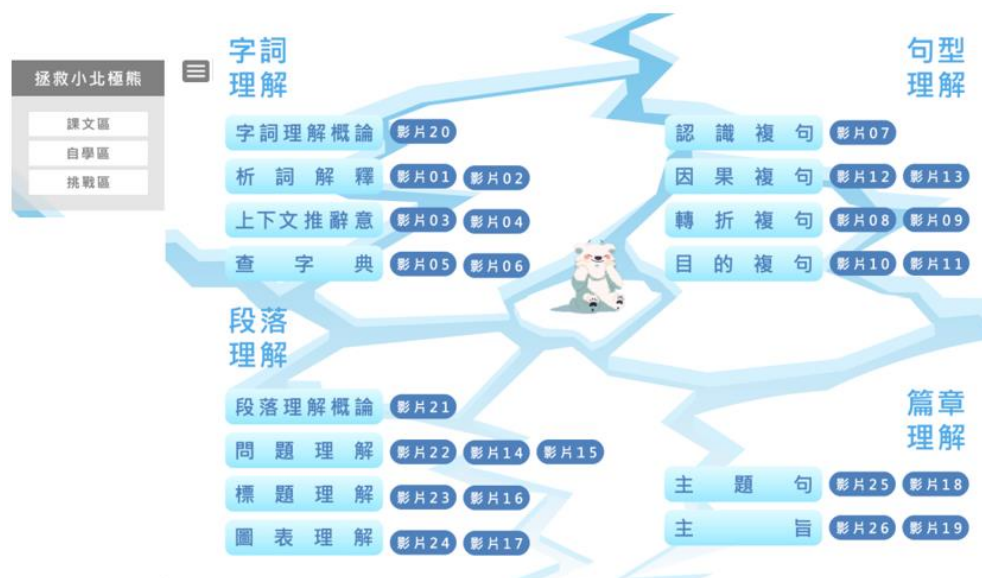 拯救小北極熊
課文區
自學區
挑戰區
字詞
理解
字詞理解概論 影片20
析詞解釋 影片01 影片02
上下文推辭意 影片03 影片04
查字典 影片05 影片06
段落
理解
段落理解概論 影片21
問題理解 影片22 影片14 影片15
標題理解 影片23 影片16
圖表理解 影片24 影片17
句型
理解
認識複句 影片07
因果複句 影片12 影片13
轉折複句 影片08 影片09
目的複句 影片10 影片11
篇章
理解
主題句 影片25 影片18
主旨 影片26 影片19